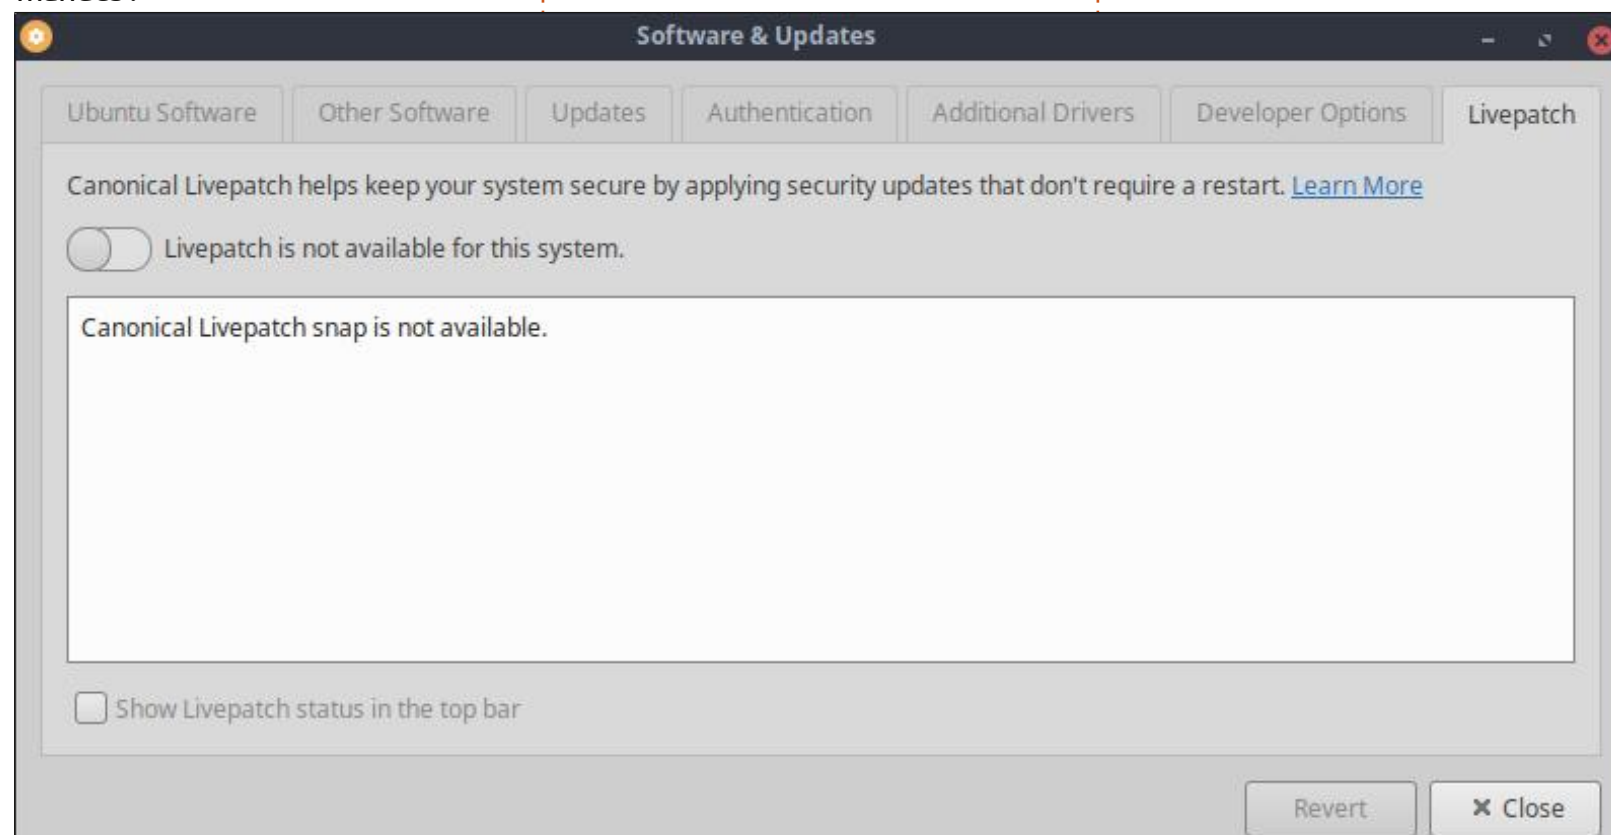 Software & Updates
Ubuntu Software Other Software Updates Authentication Additional Drivers Developer Options Livepatch
Canonical Livepatch helps keep your system secure by applying security updates that don't require a restart. Learn More
Livepatch is not available for this system.
Canonical Livepatch snap is not available.
Show Livepatch status in the top bar
Revert Close